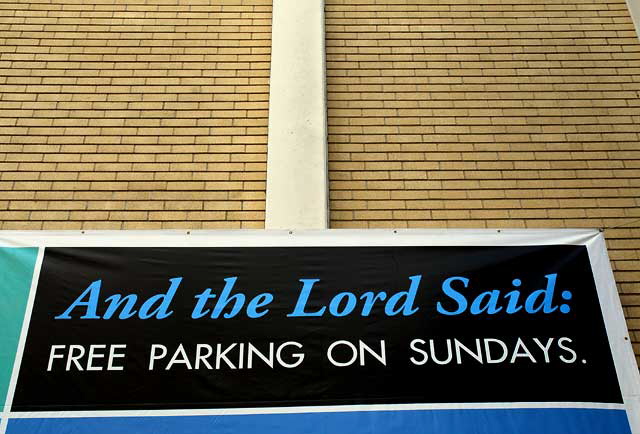 And the Lord Said:
FREE PARKING ON SUNDAYS.